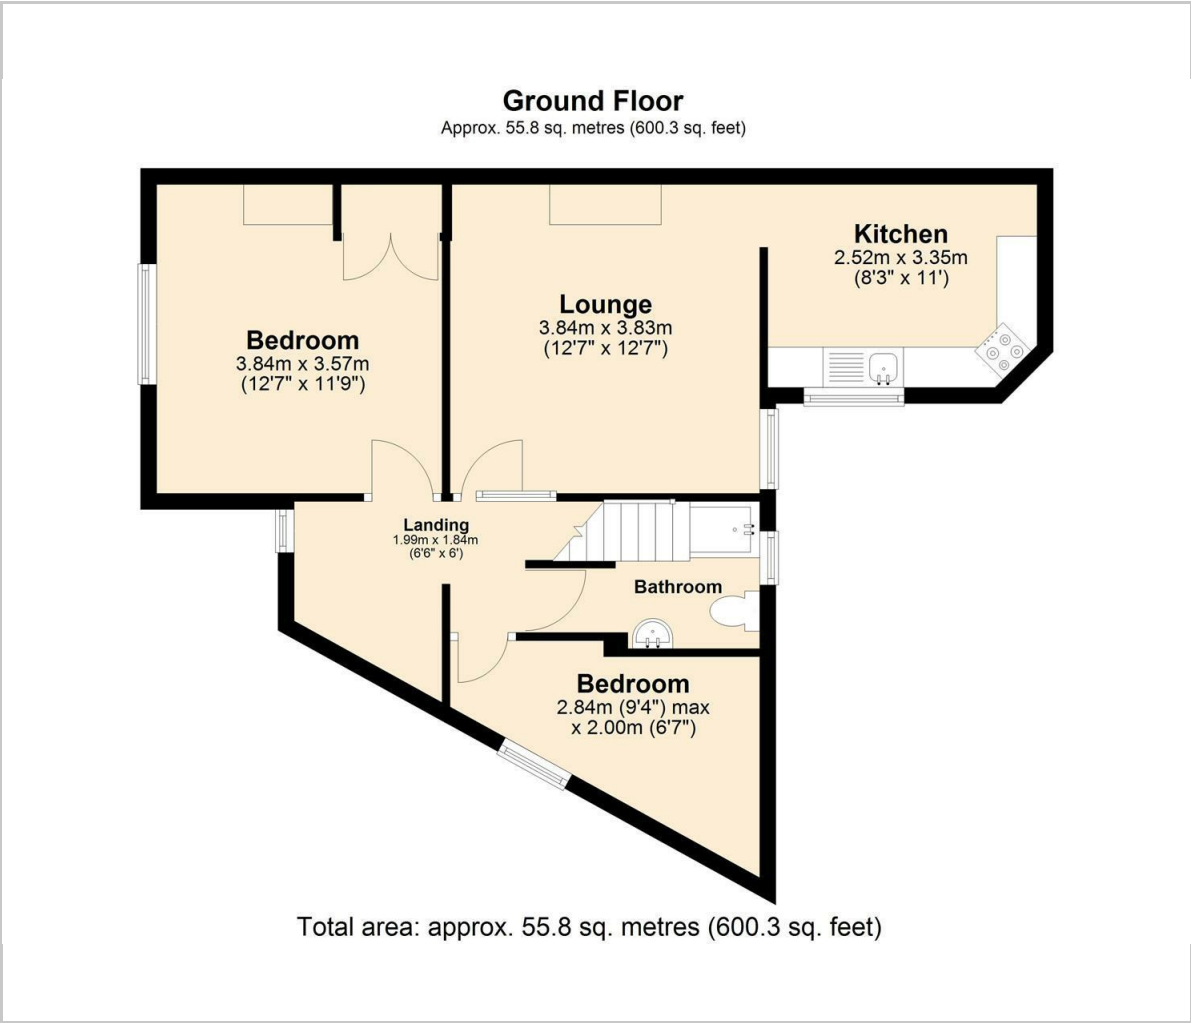 Ground Floor
Approx. 55.8 sq. metres (600.3 sq. feet)
Kitchen
2.52m x 3.35m
(8'3" x 11')
Lounge
3.84m x 3.83m
(12'7" x 12'7")
Bedroom
3.84m x 3.57m
(12'7" x 11'9")
Landing
1.99m x 1.84m
(6'6" x 6')
Bathroom
Bedroom
2.84m (9'4") max
x 2.00m (6'7")
Total area: approx. 55.8 sq. metres (600.3 sq. feet)